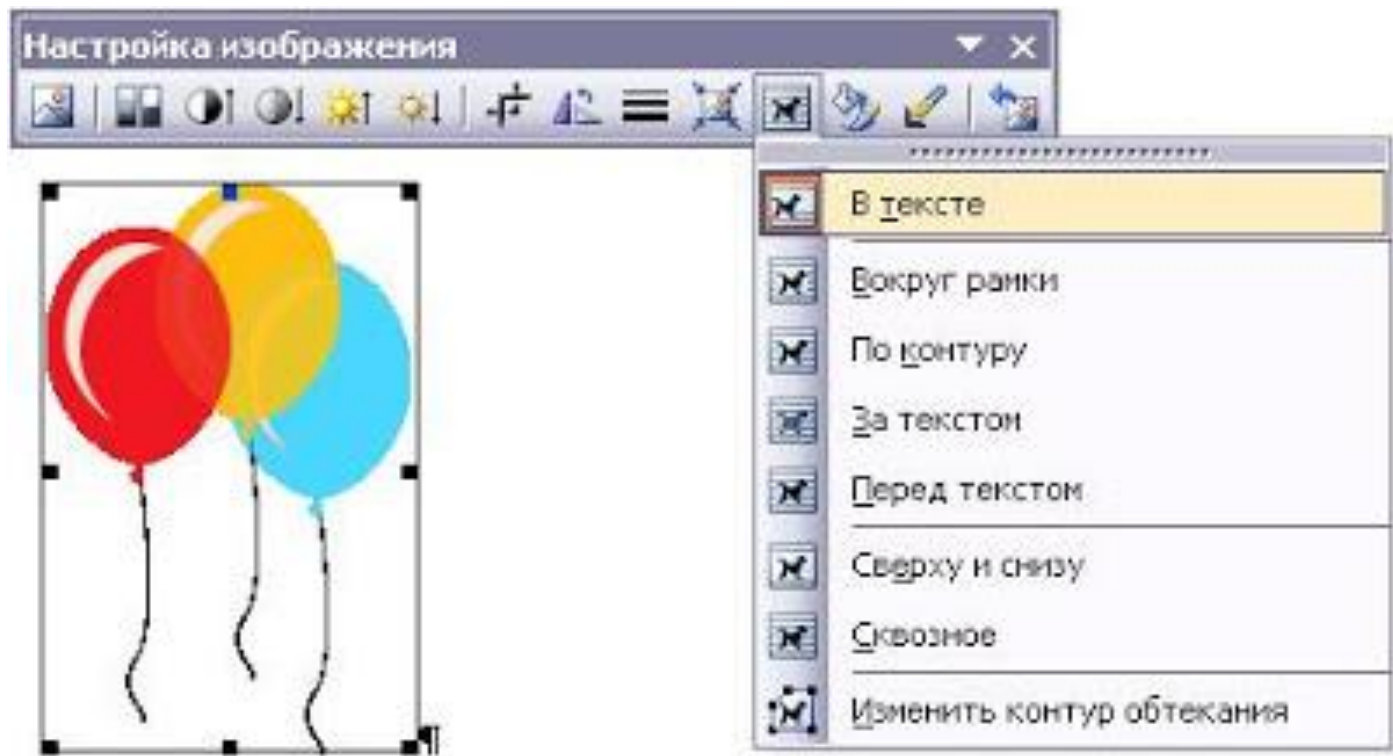 Настройка изображения
В тексте
Вокруг рамки
По контуру
За текстом
Перед текстом
Сверху и снизу
Сквозное
Изменить контур обтекания
¶